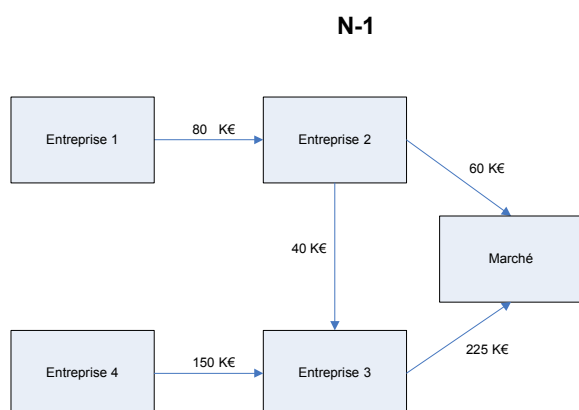 N-1
Entreprise 1
80 K€
Entreprise 2
60 K€
40 K€
Marché
Entreprise 4
150 K€
Entreprise 3
225 K€